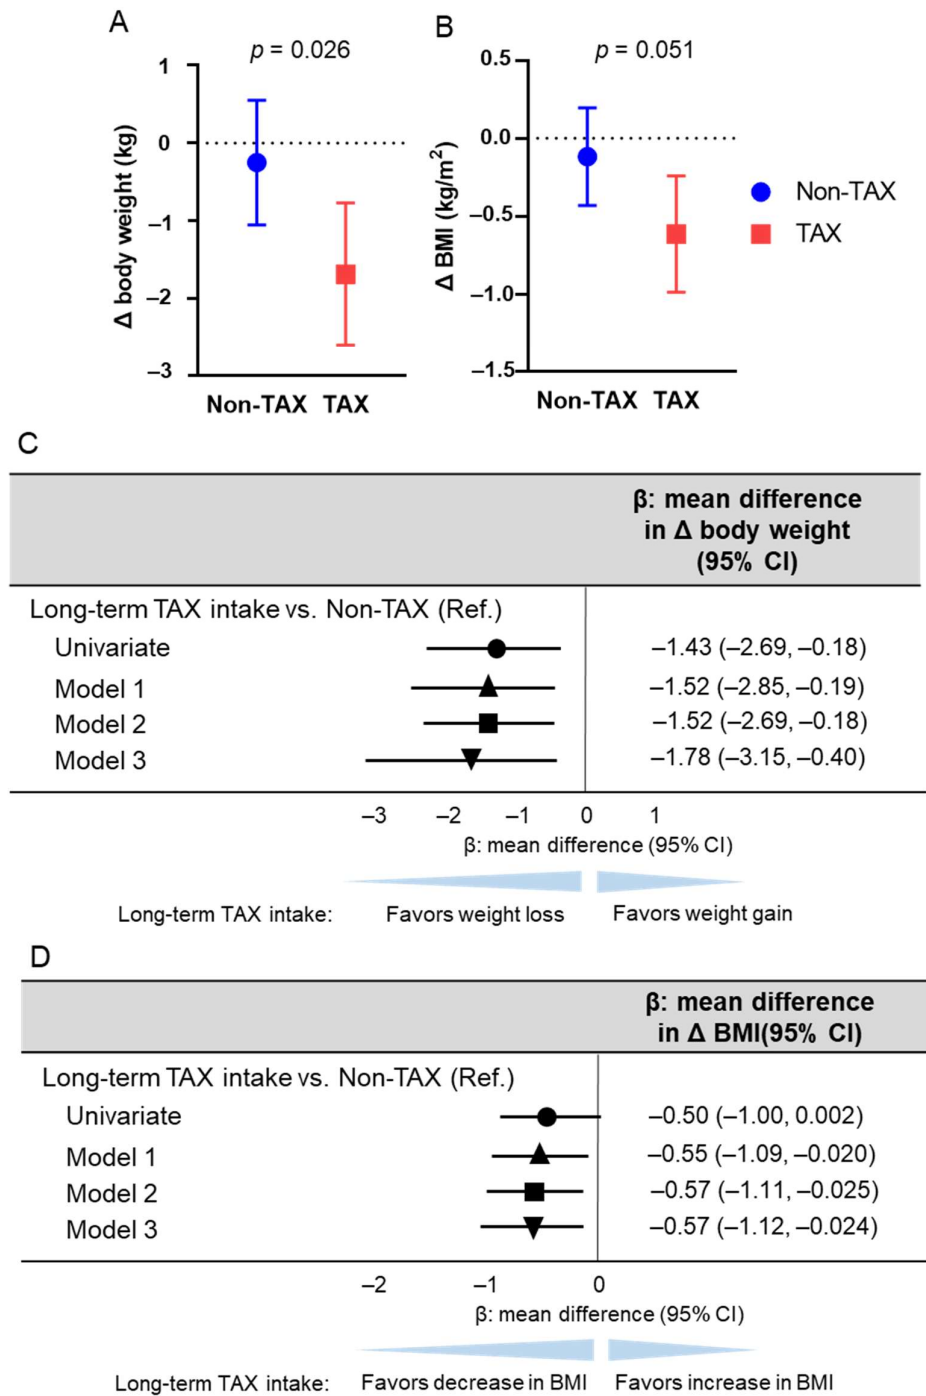 A
p = 0.026
1
0
–1
–2
–3
Δ body weight (kg)
Non-TAX TAX
B
p = 0.051
0.5
0.0
–0.5
–1.0
–1.5
Δ BMI (kg/m²)
Non-TAX TAX
Non-TAX
TAX
C
β: mean difference
in Δ body weight
(95% CI)
Long-term TAX intake vs. Non-TAX (Ref.)
Univariate –1.43 (–2.69, –0.18)
Model 1 –1.52 (–2.85, –0.19)
Model 2 –1.52 (–2.69, –0.18)
Model 3 –1.78 (–3.15, –0.40)
–3 –2 –1 0 1
β: mean difference (95% CI)
Long-term TAX intake: Favors weight loss Favors weight gain
D
β: mean difference
in Δ BMI(95% CI)
Long-term TAX intake vs. Non-TAX (Ref.)
Univariate –0.50 (–1.00, 0.002)
Model 1 –0.55 (–1.09, –0.020)
Model 2 –0.57 (–1.11, –0.025)
Model 3 –0.57 (–1.12, –0.024)
–2 –1 0
β: mean difference (95% CI)
Long-term TAX intake: Favors decrease in BMI Favors increase in BMI